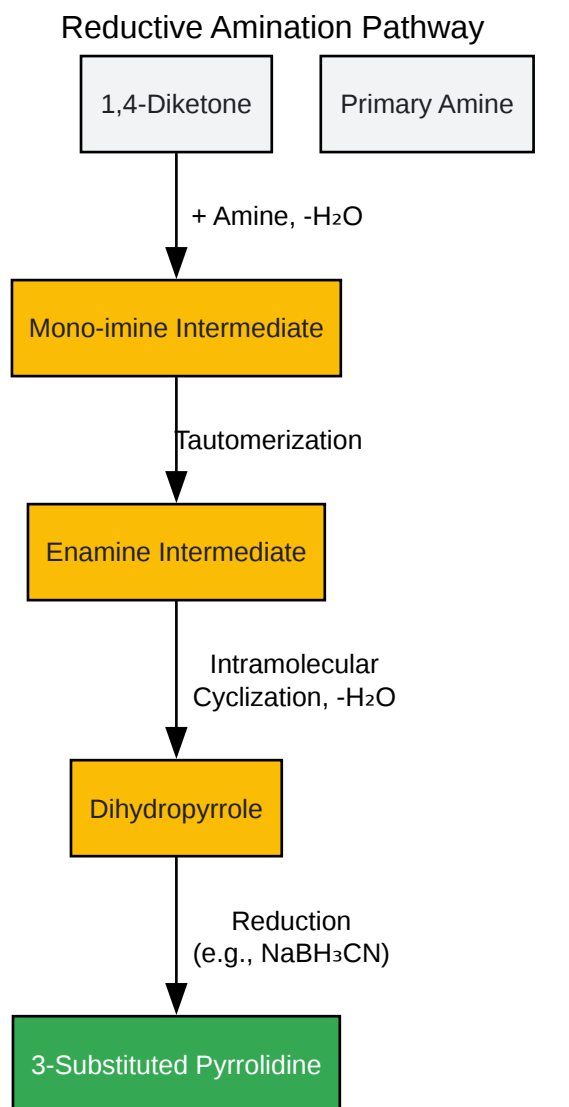 Reductive Amination Pathway
1,4-Diketone
Primary Amine
+ Amine, -H₂O
Mono-imine Intermediate
Tautomerization
Enamine Intermediate
Intramolecular
Cyclization, -H₂O
Dihydropyrrole
Reduction
(e.g., NaBH₃CN)
3-Substituted Pyrrolidine